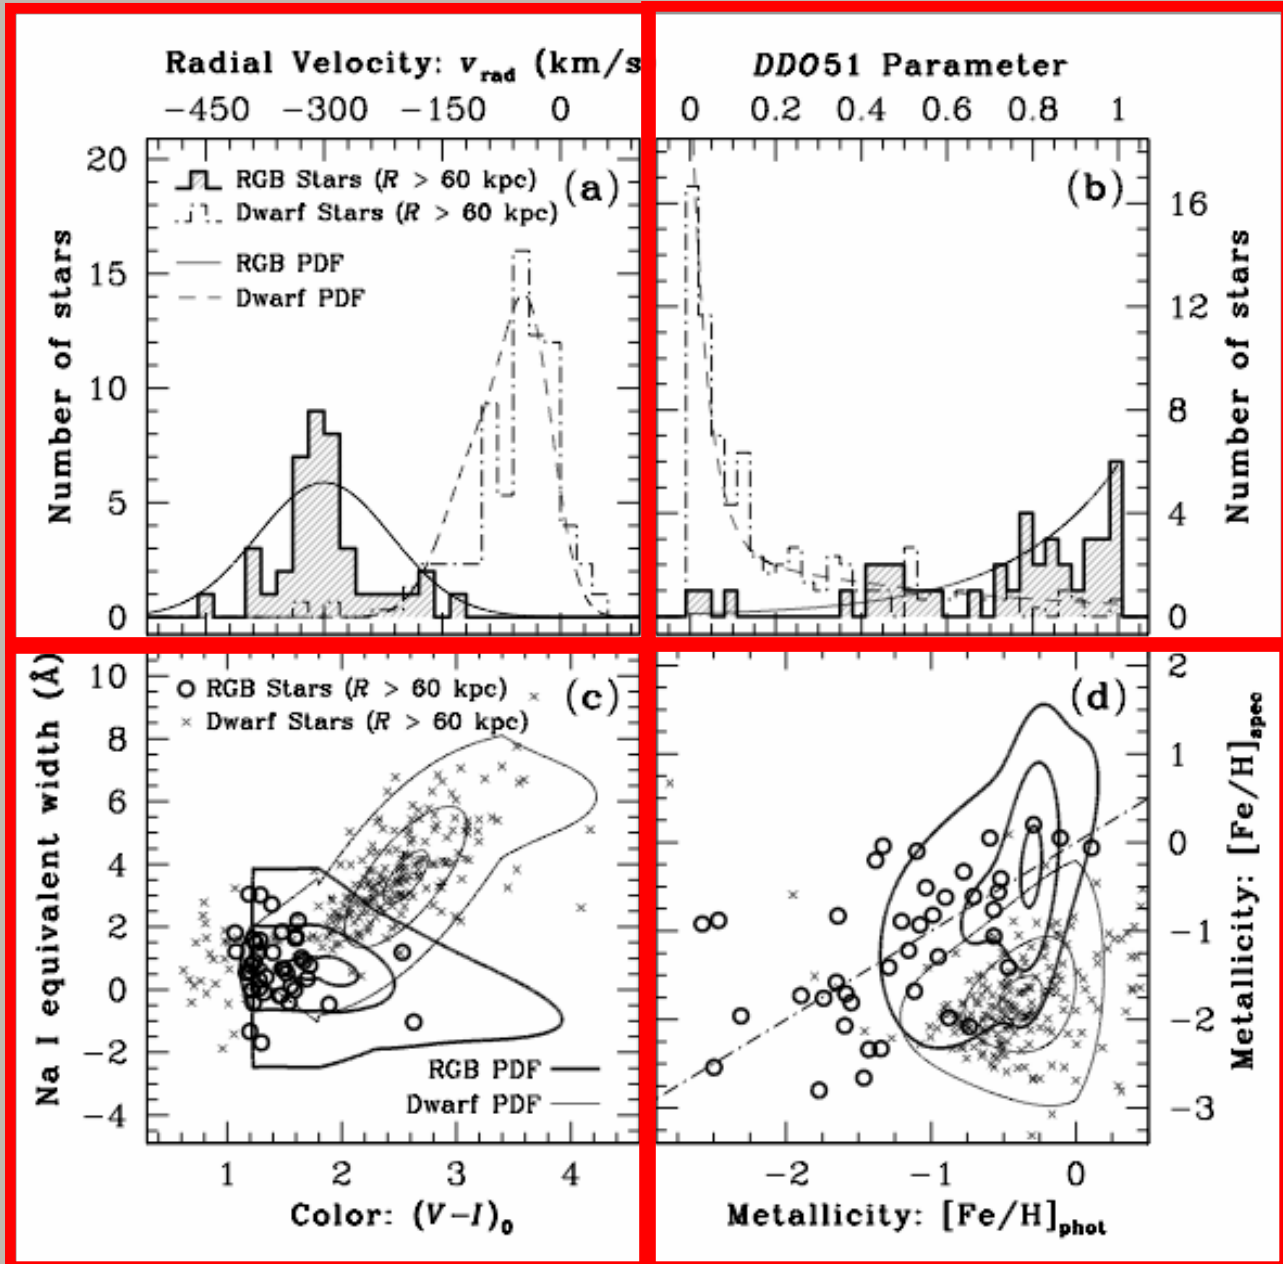 Radial Velocity: v_rad (km/s
−450 −300 −150 0
20
15
10
5
0
Number of stars
RGB Stars (R > 60 kpc)
Dwarf Stars (R > 60 kpc)
RGB PDF
Dwarf PDF
(a)
DDO51 Parameter
0 0.2 0.4 0.6 0.8 1
(b)
16
12
8
4
0
Number of stars
10
8
6
4
2
0
−2
−4
Na I equivalent width (Å)
RGB Stars (R > 60 kpc)
Dwarf Stars (R > 60 kpc)
(c)
RGB PDF
Dwarf PDF
1 2 3 4
Color: (V−I)₀
(d)
2
1
0
−1
−2
−3
Metallicity: [Fe/H]spec
−2 −1 0
Metallicity: [Fe/H]phot